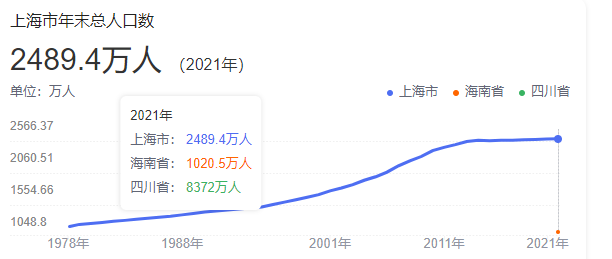 上海市年末总人口数
2489.4万人 （2021年）
单位：万人
上海市 海南省 四川省
2021年
上海市： 2489.4万人
海南省： 1020.5万人
四川省： 8372万人
2566.37
2060.51
1554.66
1048.8
1978年 1988年 2001年 2011年 2021年